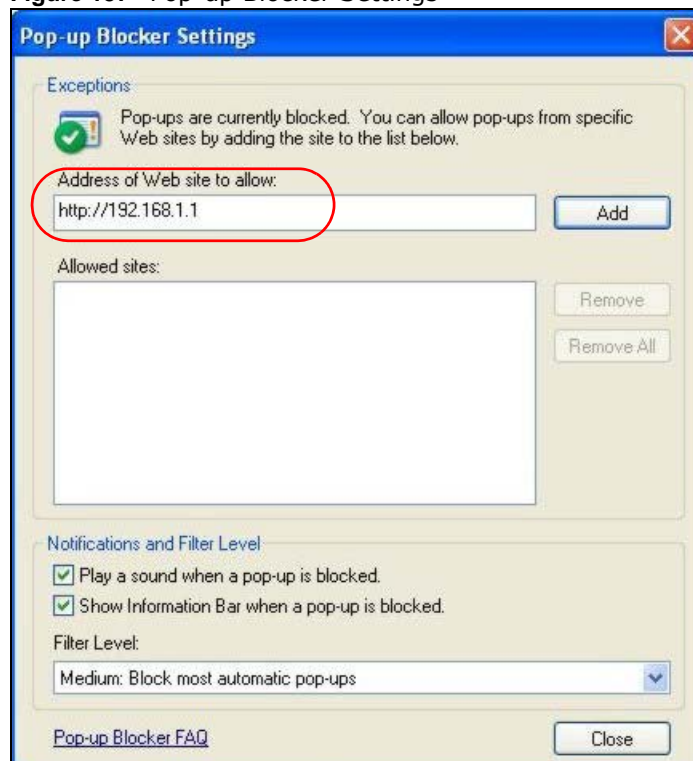 Pop-up Blocker Settings
Exceptions
Pop-ups are currently blocked. You can allow pop-ups from specific
Web sites by adding the site to the list below.
Address of Web site to allow:
http://192.168.1.1
Add
Allowed sites:
Remove
Remove All
Notifications and Filter Level
Play a sound when a pop-up is blocked.
Show Information Bar when a pop-up is blocked.
Filter Level:
Medium: Block most automatic pop-ups
Pop-up Blocker FAQ
Close